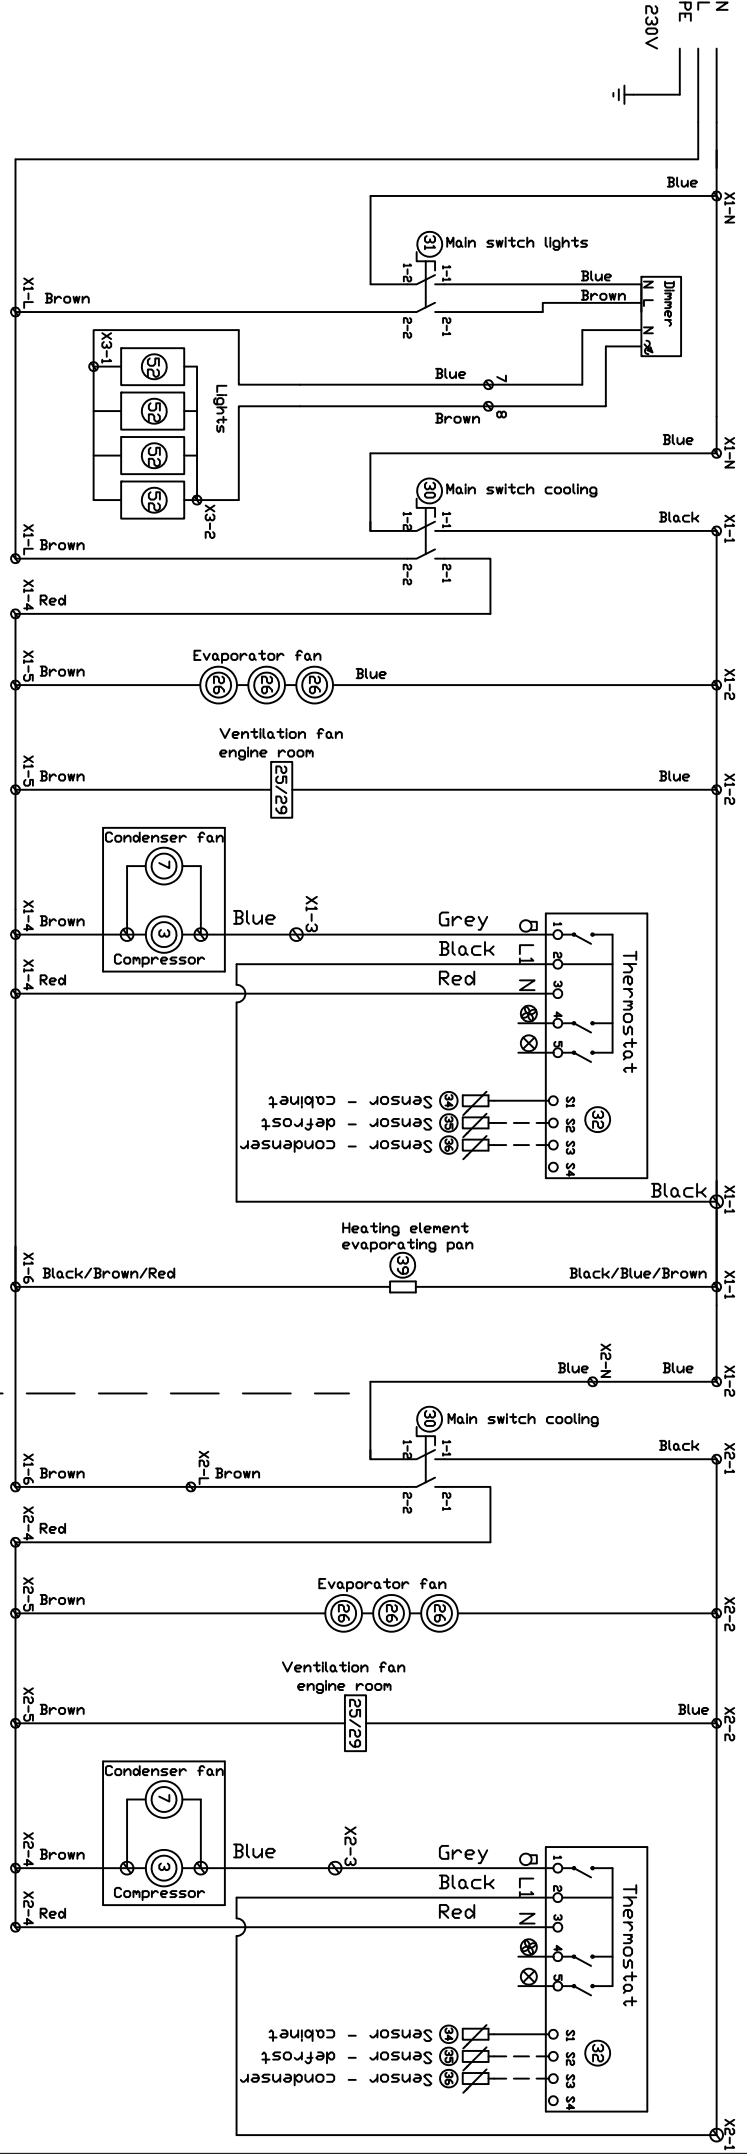 N
L
PE
230V
Blue
X1-N
31
Main switch lights
1-2
1-1
2-2
2-1
Blue
Brown
N
L
N
Dimmer
X1-L
Brown
X3-1
52
52
52
52
Lights
X3-2
Blue
7
Brown
8
Blue
X1-N
30
Main switch cooling
1-2
1-1
2-2
2-1
Black
X1-1
X1-L
Brown
X1-4
Red
Evaporator fan
26
26
26
X1-5
Brown
Blue
X1-2
Ventilation fan
engine room
25/29
X1-5
Brown
Blue
X1-2
Condenser fan
7
3
Compressor
X1-4
Brown
Blue
X1-3
Grey
Black
L1
Red
N
1
2
3
4
5
Thermostat
X1-4
Red
Sensor - cabinet
34
S1
Sensor - defrost
35
S2
Sensor - condenser
36
S3
S4
32
Black
X1-1
Heating element
evaporating pan
39
X1-6
Black/Brown/Red
Black/Blue/Brown
X1-1
Blue
X2-N
Blue
X1-2
30
Main switch cooling
1-2
1-1
2-2
2-1
Black
X2-1
X1-6
Brown
X2-L
Brown
X2-4
Red
Evaporator fan
26
26
26
X2-5
Brown
X2-2
Ventilation fan
engine room
25/29
X2-5
Brown
Blue
X2-2
Condenser fan
7
3
Compressor
X2-4
Brown
Blue
X2-3
Grey
Black
L1
Red
N
1
2
3
4
5
Thermostat
X2-4
Red
Sensor - cabinet
34
S1
Sensor - defrost
35
S2
Sensor - condenser
36
S3
S4
32
X2-1